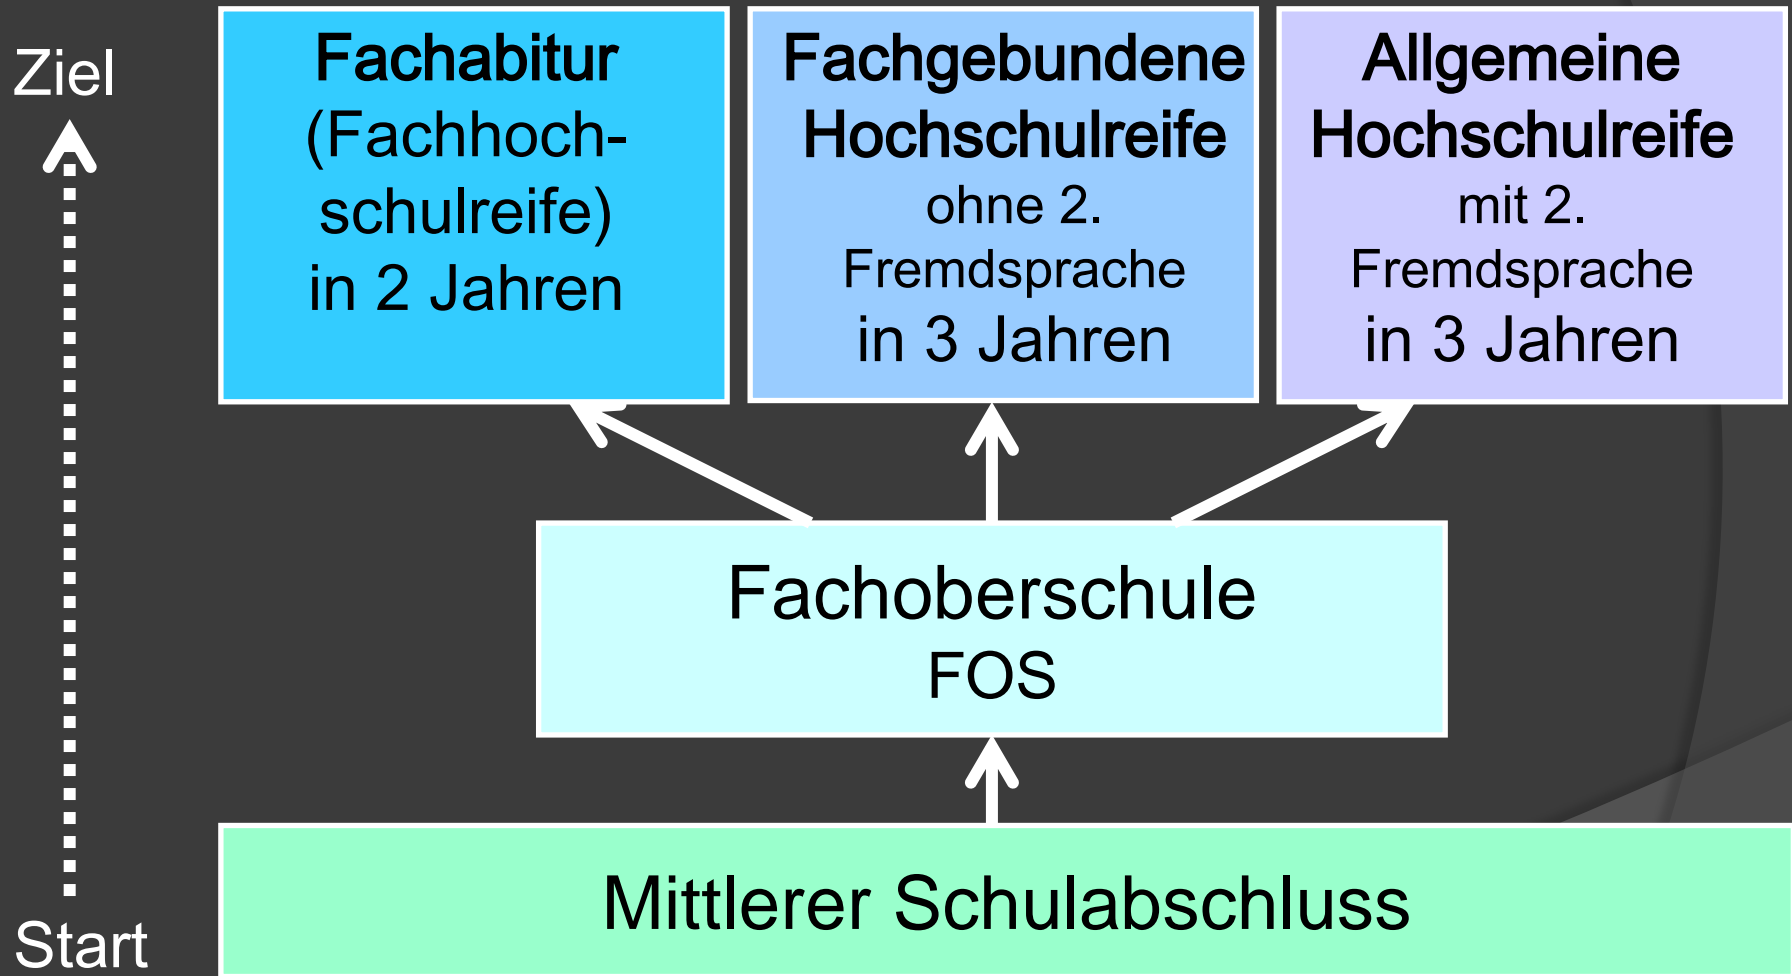 Ziel
Fachabitur
(Fachhoch-
schulreife)
in 2 Jahren
Fachgebundene
Hochschulreife
ohne 2.
Fremdsprache
in 3 Jahren
Allgemeine
Hochschulreife
mit 2.
Fremdsprache
in 3 Jahren
Fachoberschule
FOS
Mittlerer Schulabschluss
Start